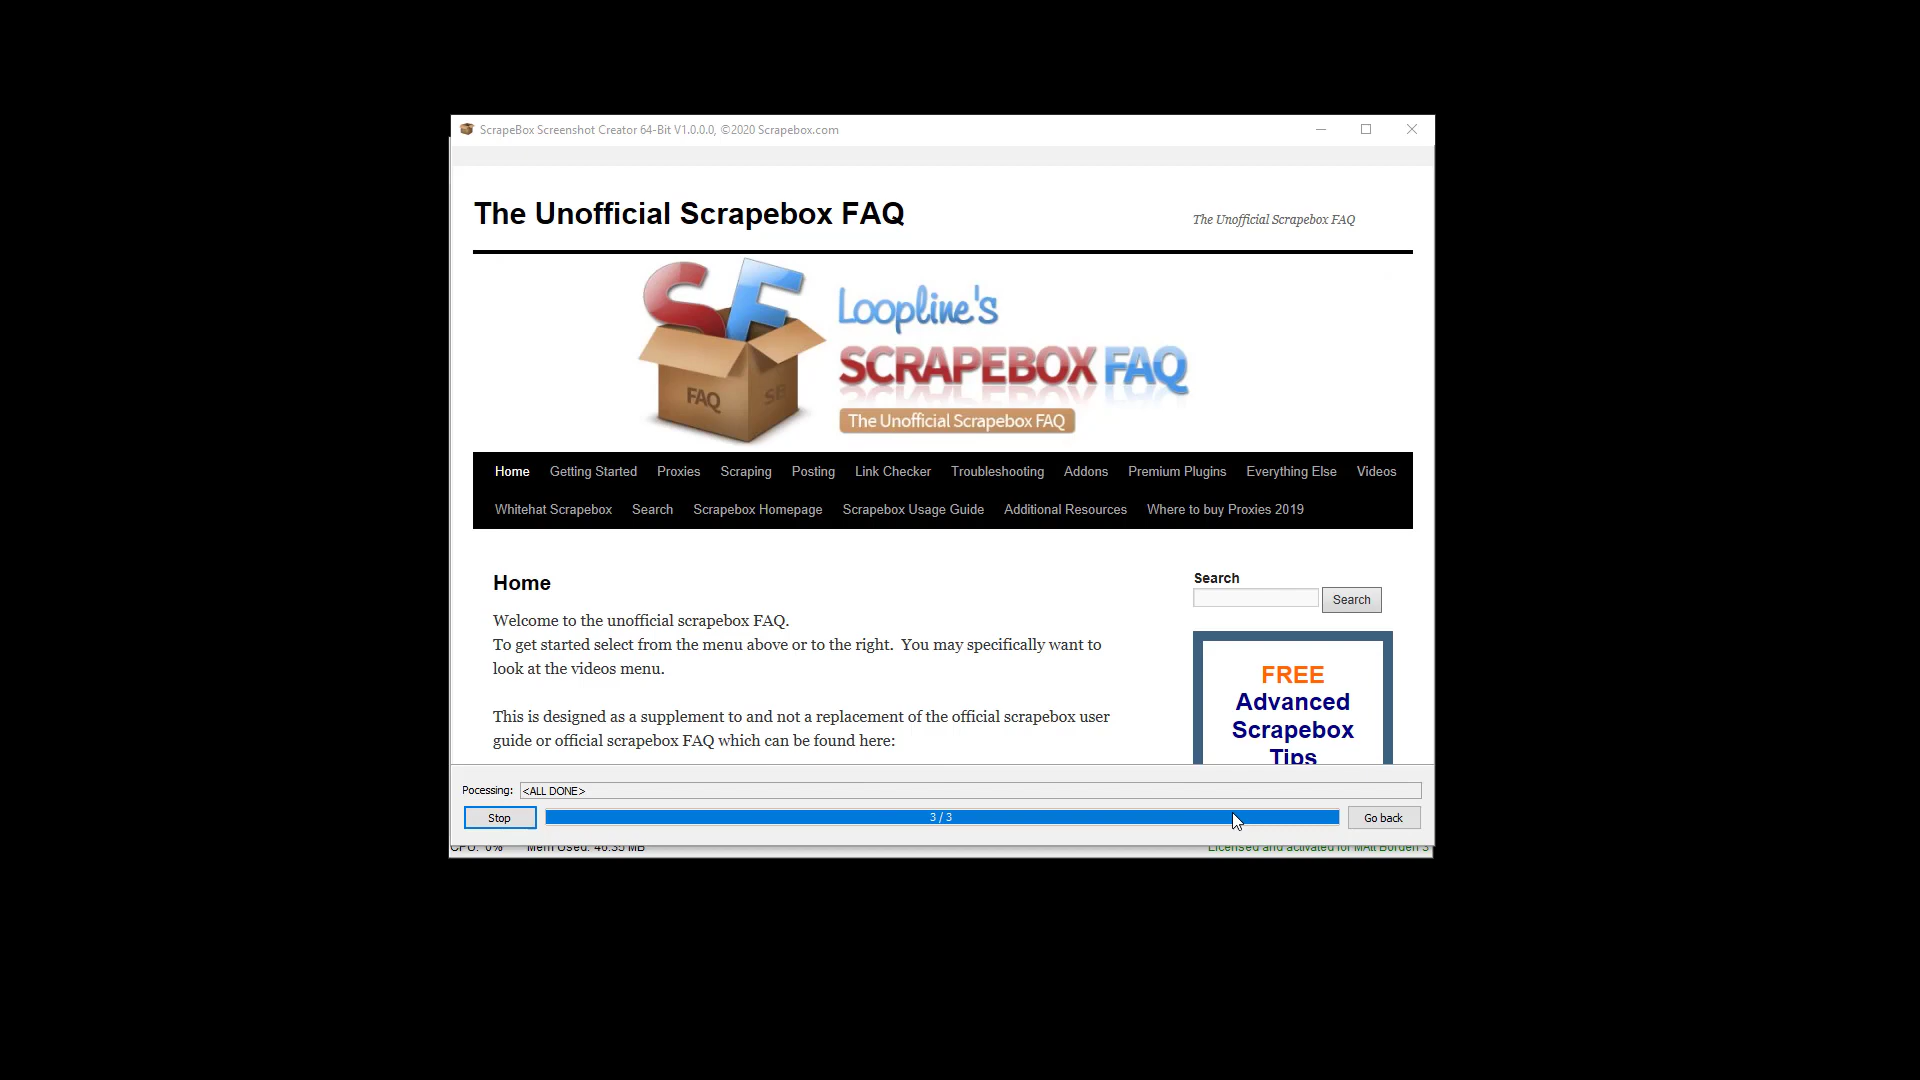 ScrapeBox Screenshot Creator 64-Bit V1.0.0.0, ©2020 Scrapebox.com
The Unofficial Scrapebox FAQ
The Unofficial Scrapebox FAQ
SF
Loopline's
SCRAPEBOX FAQ
FAQ SB
The Unofficial Scrapebox FAQ
Home Getting Started Proxies Scraping Posting Link Checker Troubleshooting Addons Premium Plugins Everything Else Videos
Whitehat Scrapebox Search Scrapebox Homepage Scrapebox Usage Guide Additional Resources Where to buy Proxies 2019
Home
Welcome to the unofficial scrapebox FAQ.
To get started select from the menu above or to the right. You may specifically want to
look at the videos menu.
This is designed as a supplement to and not a replacement of the official scrapebox user
guide or official scrapebox FAQ which can be found here:
Search
Search
FREE
Advanced
Scrapebox
Tips
Pocessing: <ALL DONE>
Stop 3 / 3 Go back
CPU: 0% Mem Used: 46.35 MB Licensed and activated for Matt Borden 3